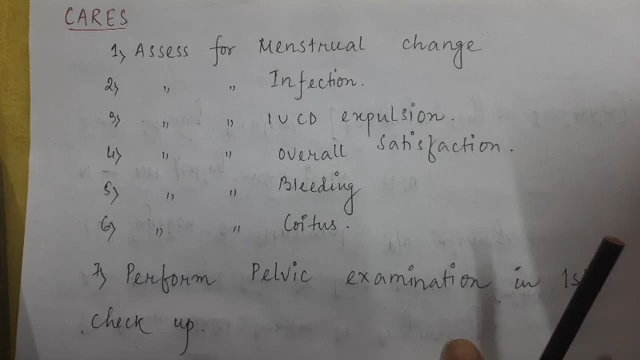 CARES
1) Assess for Menstrual change
2) " " Infection.
3) " " IUCD expulsion.
4) " " overall satisfaction.
5) " " Bleeding
6) " " Coitus.
7) Perform Pelvic examination in 1st
check up.